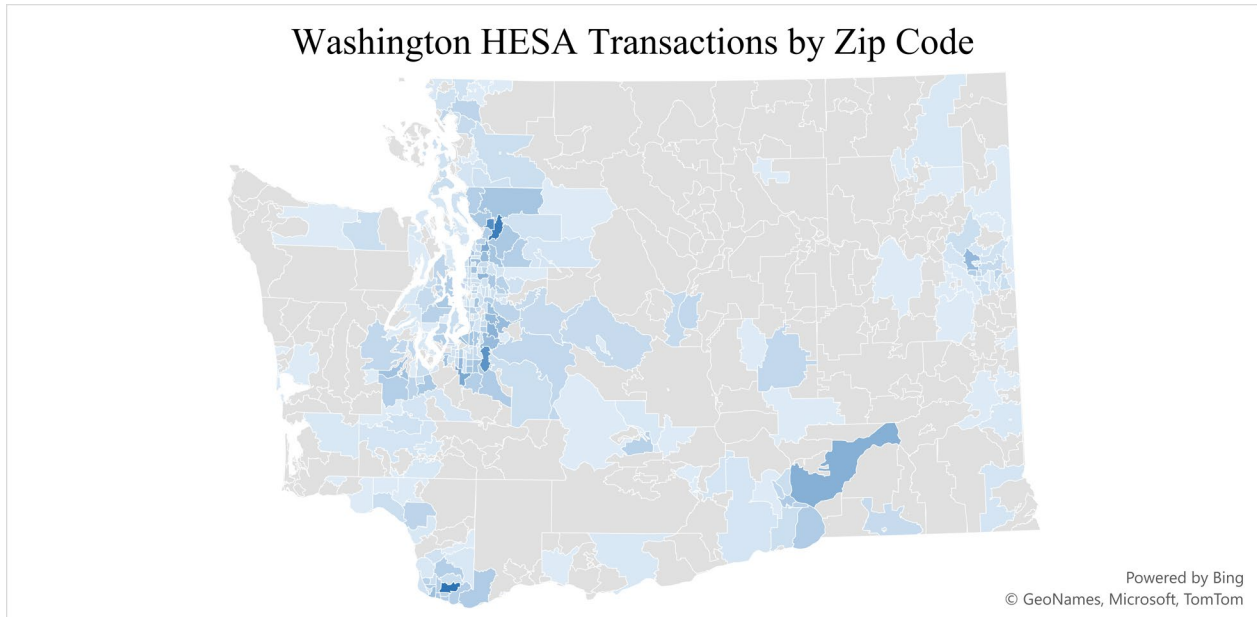 Washington HESA Transactions by Zip Code
Powered by Bing
© GeoNames, Microsoft, TomTom